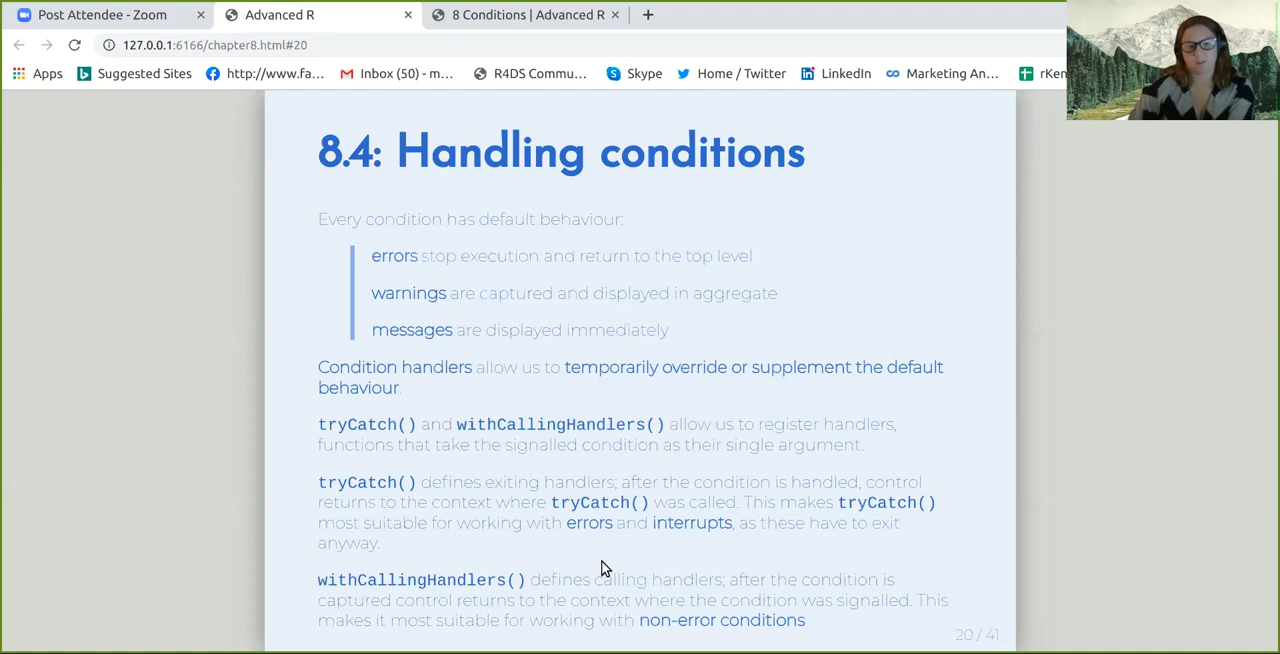 Post Attendee - Zoom
Advanced R
8 Conditions | Advanced R
127.0.0.1:6166/chapter8.html#20
Apps
Suggested Sites
http://www.fa...
Inbox (50) - m...
R4DS Commu...
Skype
Home / Twitter
LinkedIn
Marketing An...
8.4: Handling conditions
Every condition has default behaviour:
errors stop execution and return to the top level
warnings are captured and displayed in aggregate
messages are displayed immediately
Condition handlers allow us to temporarily override or supplement the default
behaviour.
tryCatch() and withCallingHandlers() allow us to register handlers,
functions that take the signalled condition as their single argument.
tryCatch() defines exiting handlers; after the condition is handled, control
returns to the context where tryCatch() was called. This makes tryCatch()
most suitable for working with errors and interrupts, as these have to exit
anyway.
withCallingHandlers() defines calling handlers; after the condition is
captured control returns to the context where the condition was signalled. This
makes it most suitable for working with non-error conditions
20 / 41